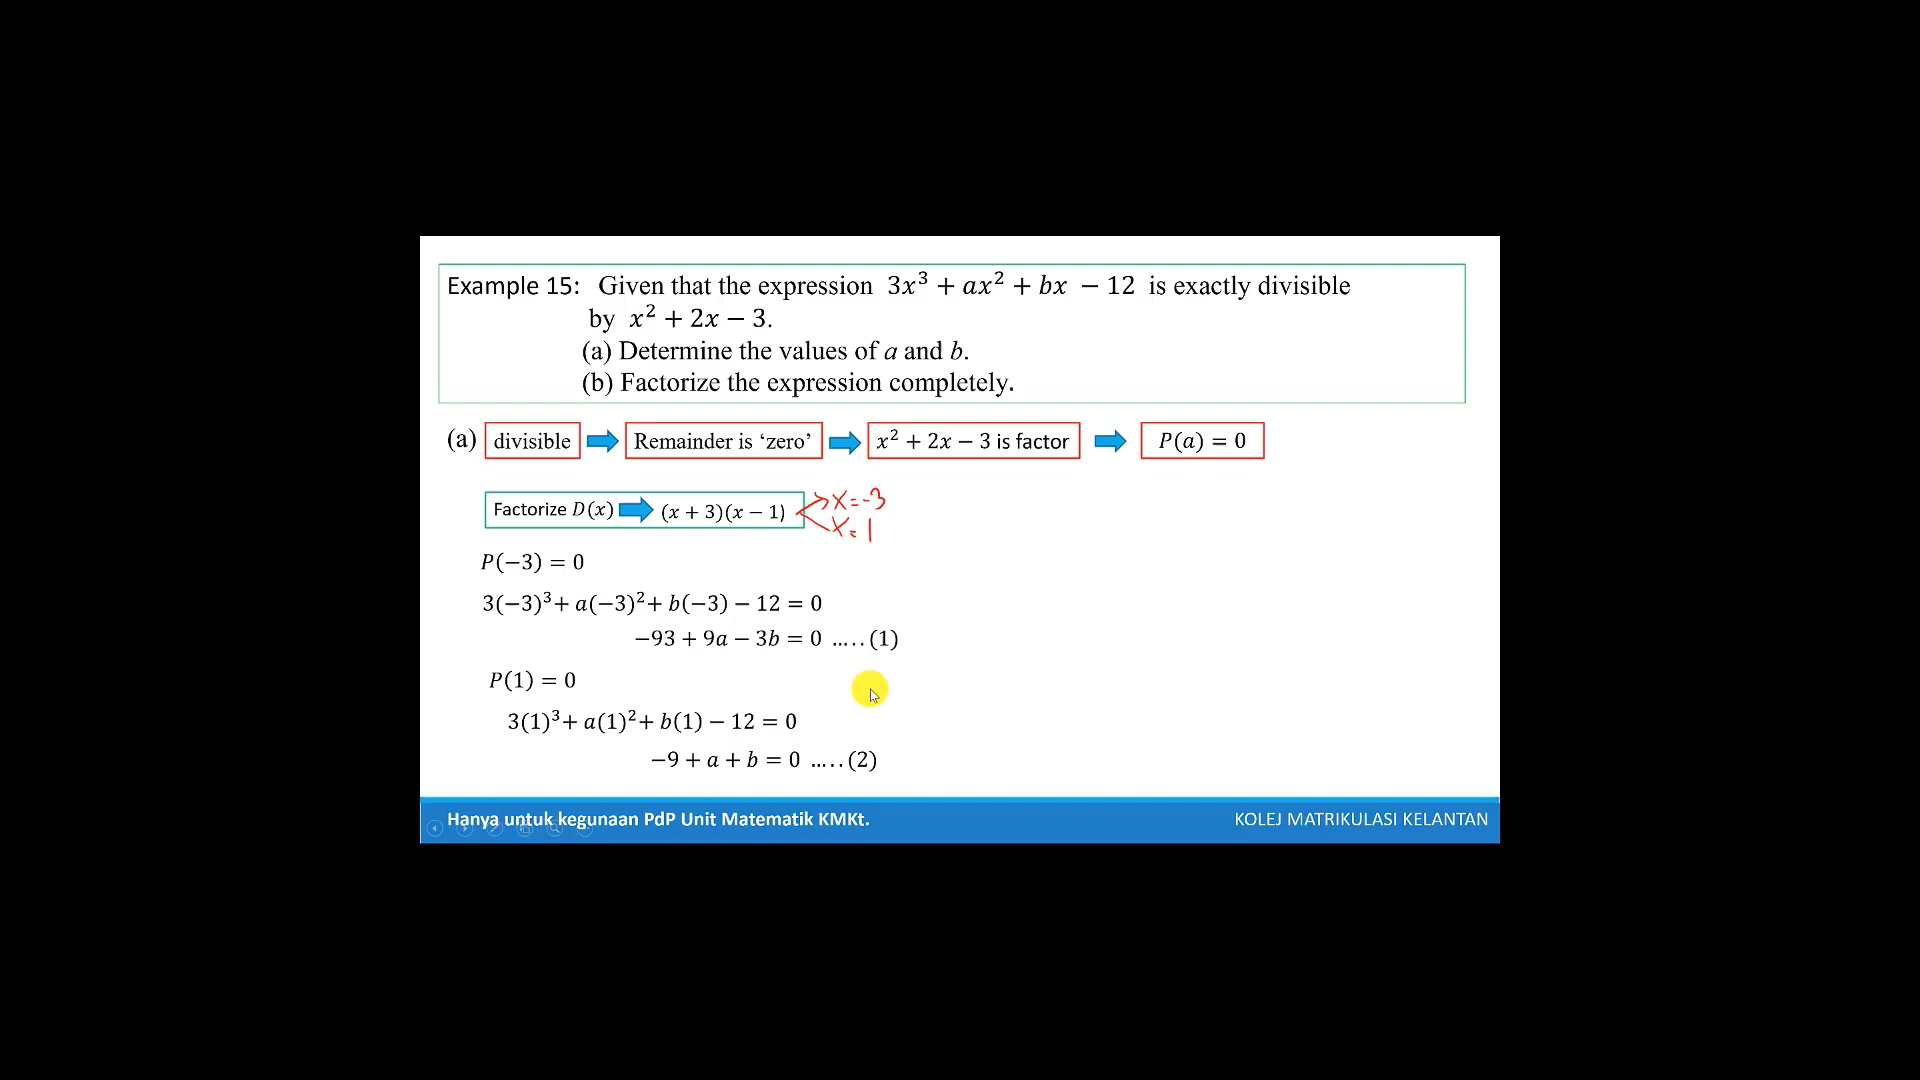 Example 15: Given that the expression 3x³ + ax² + bx − 12 is exactly divisible
by x² + 2x − 3.
(a) Determine the values of a and b.
(b) Factorize the expression completely.
(a) divisible Remainder is ‘zero’ x² + 2x − 3 is factor P(a) = 0
x = -3
Factorize D(x) (x + 3)(x − 1)
x = 1
P(−3) = 0
3(−3)³+ a(−3)²+ b(−3) − 12 = 0
−93 + 9a − 3b = 0 ..... (1)
P(1) = 0
3(1)³+ a(1)²+ b(1) − 12 = 0
−9 + a + b = 0 ..... (2)
Hanya untuk kegunaan PdP Unit Matematik KMKt. KOLEJ MATRIKULASI KELANTAN